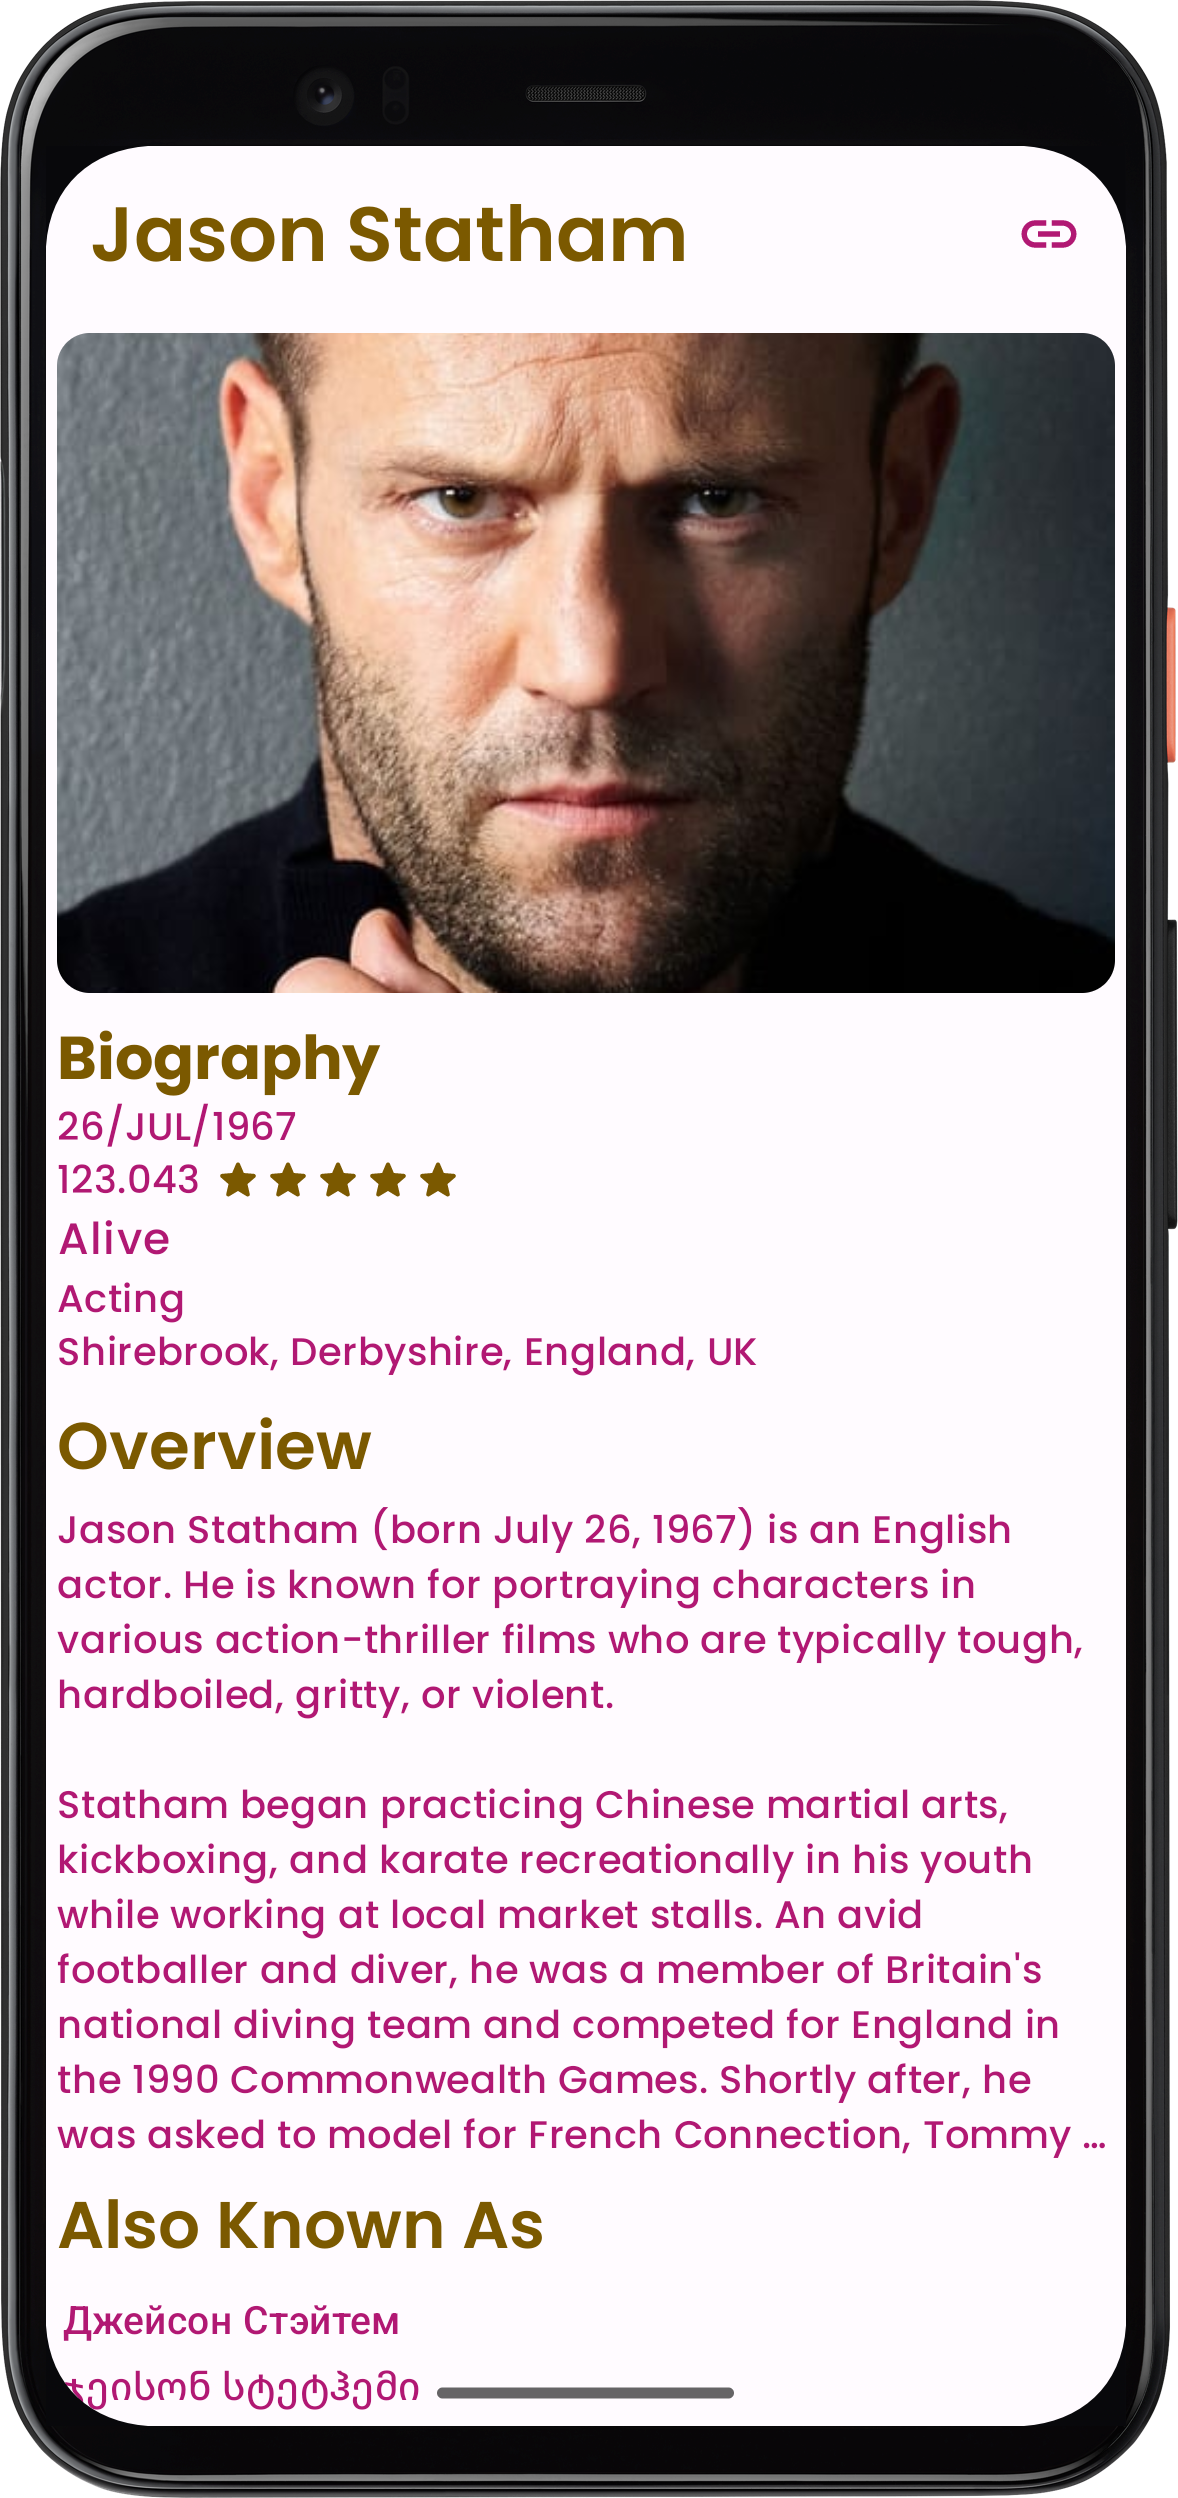 Jason Statham
Biography
26/JUL/1967
123.043
Alive
Acting
Shirebrook, Derbyshire, England, UK
Overview
Jason Statham (born July 26, 1967) is an English
actor. He is known for portraying characters in
various action-thriller films who are typically tough,
hardboiled, gritty, or violent.
Statham began practicing Chinese martial arts,
kickboxing, and karate recreationally in his youth
while working at local market stalls. An avid
footballer and diver, he was a member of Britain's
national diving team and competed for England in
the 1990 Commonwealth Games. Shortly after, he
was asked to model for French Connection, Tommy ...
Also Known As
Джейсон Стэйтем
ჯეისონ სტეტჰემი